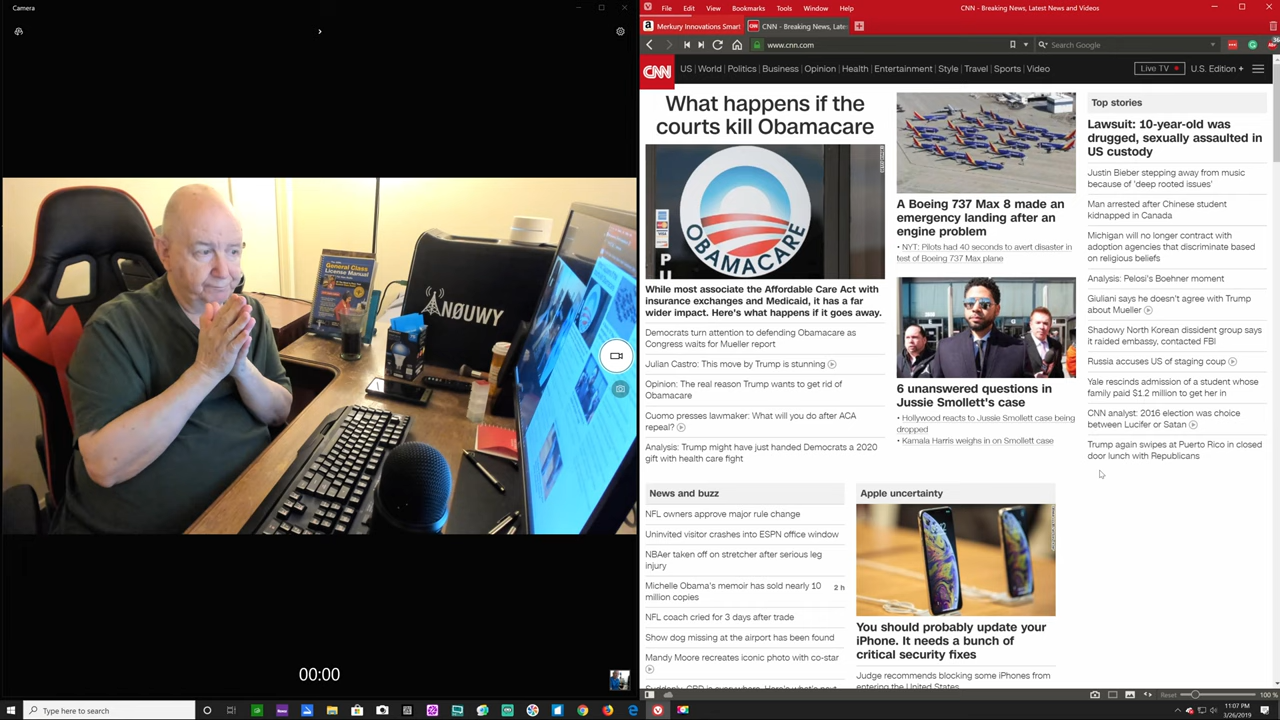 Camera
General Class
License Manual
NØUWY
00:00
File Edit View Bookmarks Tools Window Help
CNN - Breaking News, Latest News and Videos
Merkury Innovations Smart
CNN - Breaking News, Lates
www.cnn.com
Search Google
CNN
US World Politics Business Opinion Health Entertainment Style Travel Sports Video
Live TV
U.S. Edition +
What happens if the
courts kill Obamacare
OBAMACARE
While most associate the Affordable Care Act with
insurance exchanges and Medicaid, it has a far
wider impact. Here's what happens if it goes away.
Democrats turn attention to defending Obamacare as
Congress waits for Mueller report
Julian Castro: This move by Trump is stunning
Opinion: The real reason Trump wants to get rid of
Obamacare
Cuomo presses lawmaker: What will you do after ACA
repeal?
Analysis: Trump might have just handed Democrats a 2020
gift with health care fight
A Boeing 737 Max 8 made an
emergency landing after an
engine problem
• NYT: Pilots had 40 seconds to avert disaster in
test of Boeing 737 Max plane
6 unanswered questions in
Jussie Smollett's case
• Hollywood reacts to Jussie Smollett case being
dropped
• Kamala Harris weighs in on Smollett case
Top stories
Lawsuit: 10-year-old was
drugged, sexually assaulted in
US custody
Justin Bieber stepping away from music
because of 'deep rooted issues'
Man arrested after Chinese student
kidnapped in Canada
Michigan will no longer contract with
adoption agencies that discriminate based
on religious beliefs
Analysis: Pelosi's Boehner moment
Giuliani says he doesn't agree with Trump
about Mueller
Shadowy North Korean dissident group says
it raided embassy, contacted FBI
Russia accuses US of staging coup
Yale rescinds admission of a student whose
family paid $1.2 million to get her in
CNN analyst: 2016 election was choice
between Lucifer or Satan
Trump again swipes at Puerto Rico in closed
door lunch with Republicans
News and buzz
NFL owners approve major rule change
Uninvited visitor crashes into ESPN office window
NBAer taken off on stretcher after serious leg
injury
Michelle Obama's memoir has sold nearly 10
million copies
2 h
NFL coach cried for 3 days after trade
Show dog missing at the airport has been found
Mandy Moore recreates iconic photo with co-star
Apple uncertainty
You should probably update your
iPhone. It needs a bunch of
critical security fixes
Judge recommends blocking some iPhones from
entering the United States
Reset
100 %
Type here to search
11:07 PM
3/26/2019